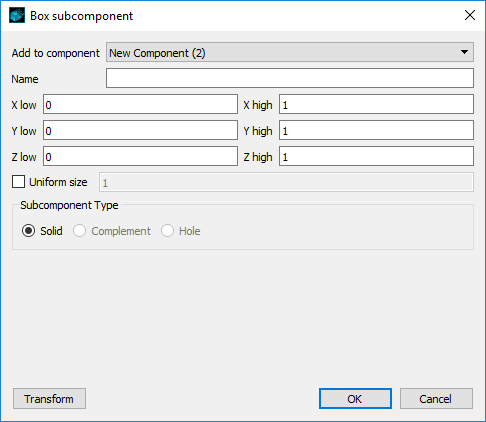 Box subcomponent
Add to component New Component (2)
Name
X low 0 X high 1
Y low 0 Y high 1
Z low 0 Z high 1
Uniform size 1
Subcomponent Type
Solid Complement Hole
Transform OK Cancel